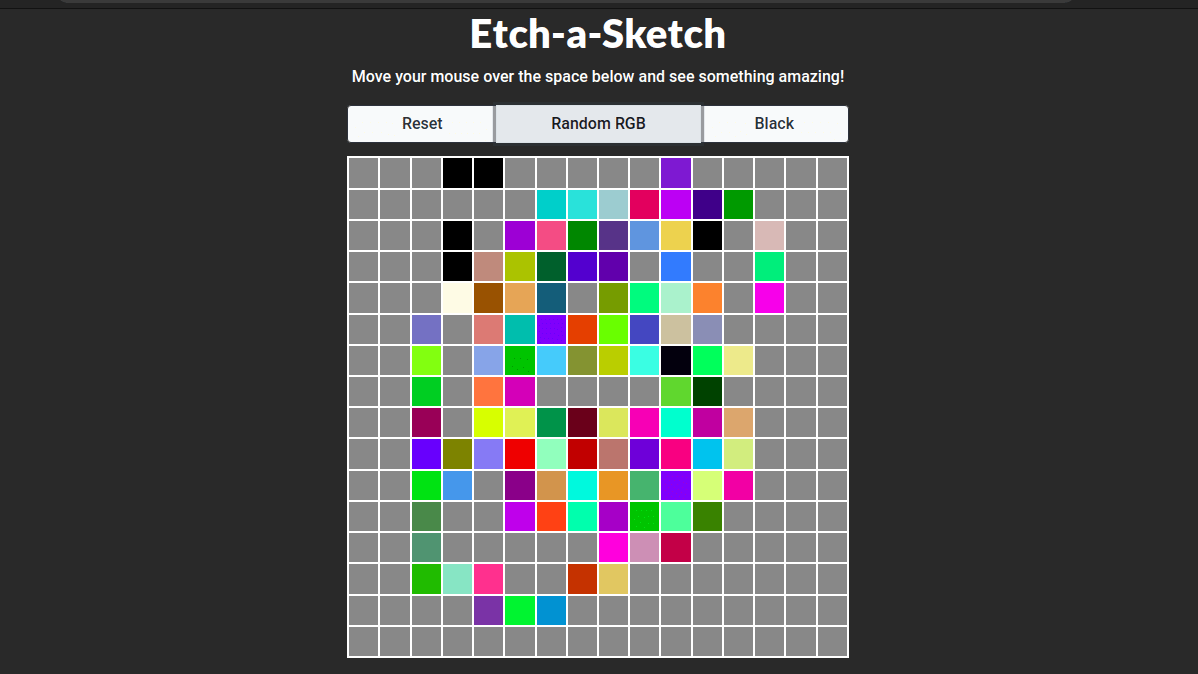 Etch-a-Sketch
Move your mouse over the space below and see something amazing!
Reset
Random RGB
Black